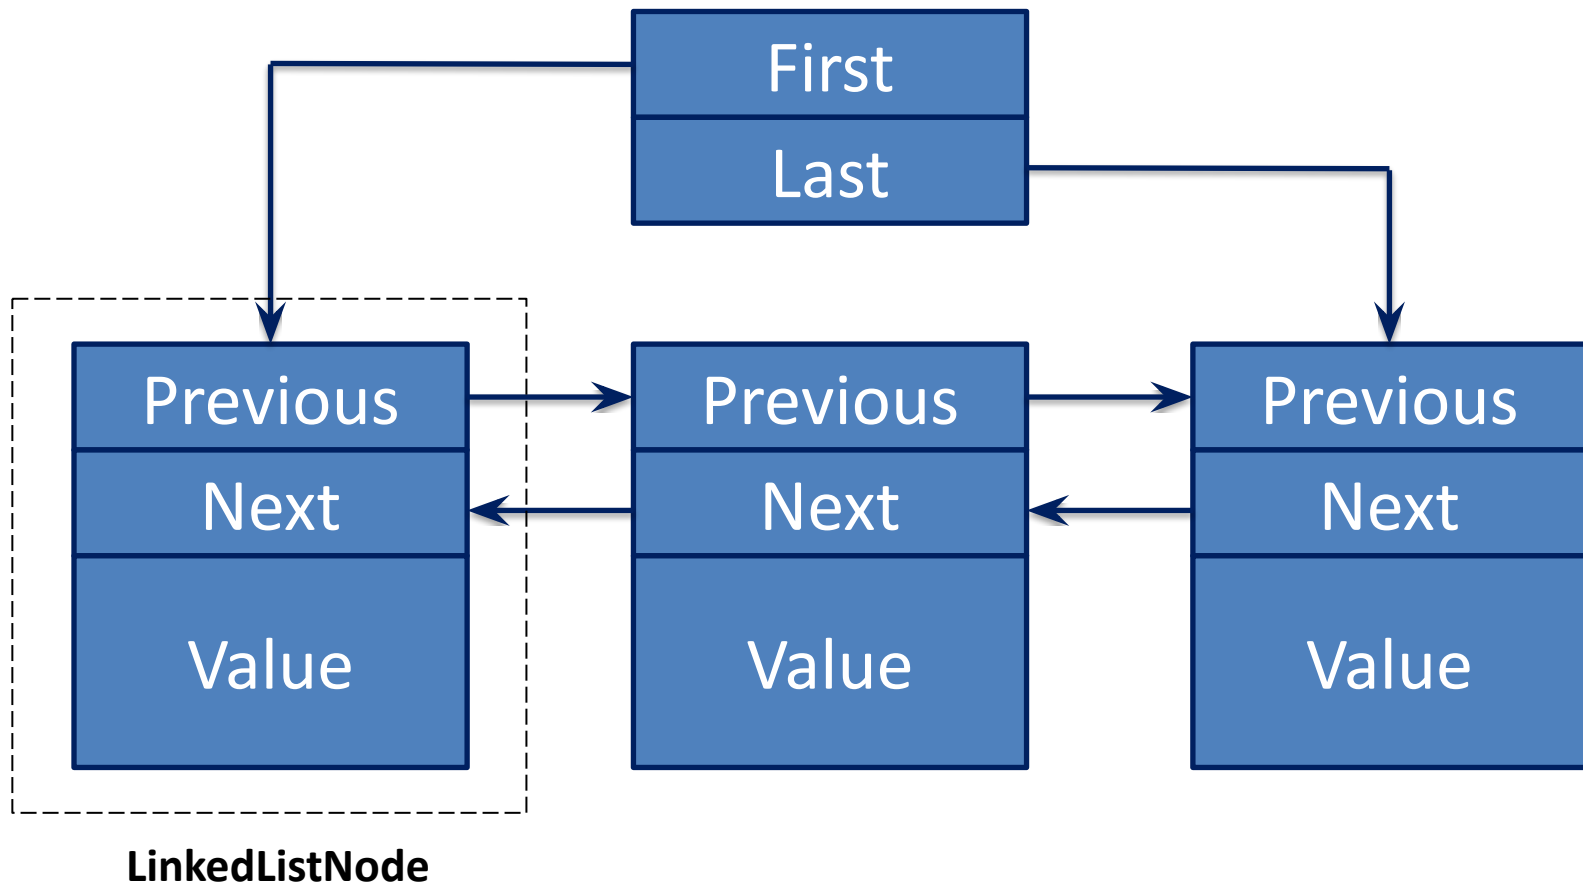 First
Last
Previous
Next
Value
Previous
Next
Value
Previous
Next
Value
LinkedListNode